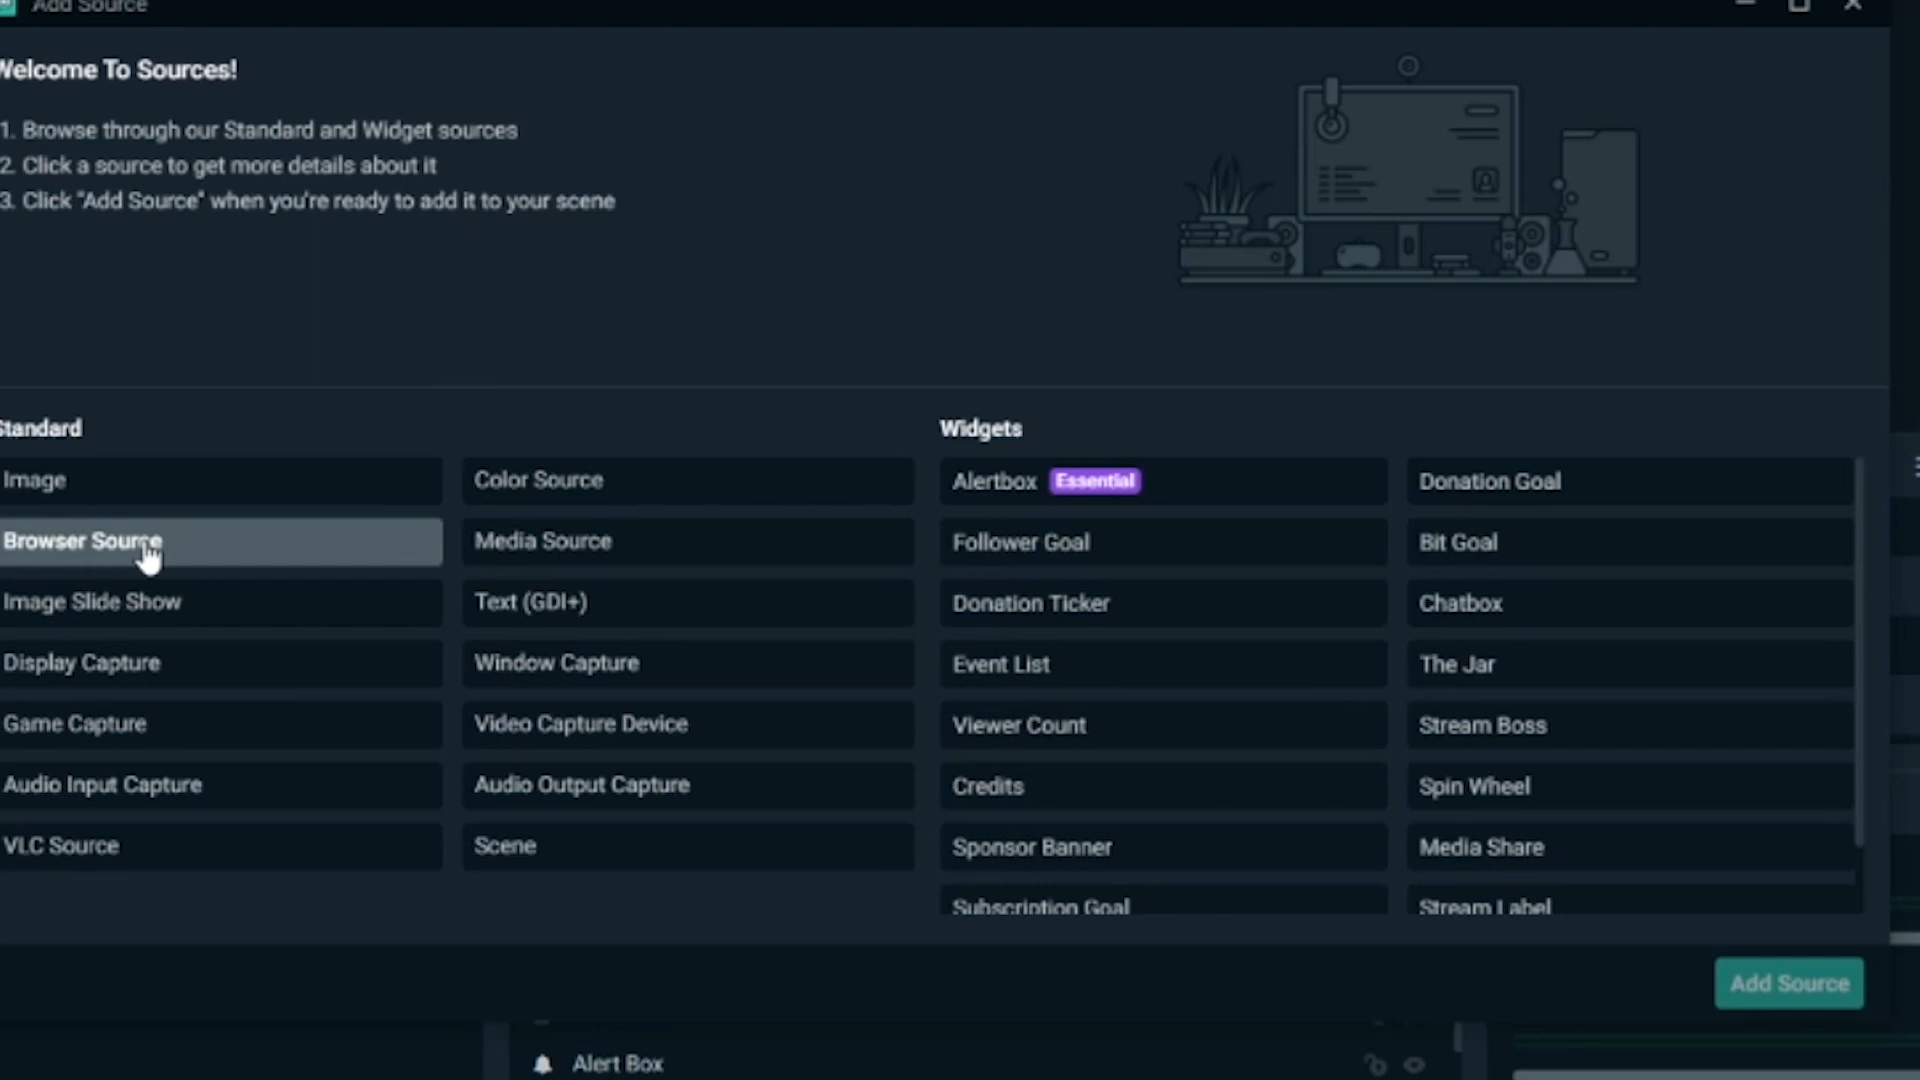 Add Source
Welcome To Sources!
1. Browse through our Standard and Widget sources
2. Click a source to get more details about it
3. Click "Add Source" when you're ready to add it to your scene
Standard
Image
Color Source
Browser Source
Media Source
Image Slide Show
Text (GDI+)
Display Capture
Window Capture
Game Capture
Video Capture Device
Audio Input Capture
Audio Output Capture
VLC Source
Scene
Widgets
Alertbox Essential
Donation Goal
Follower Goal
Bit Goal
Donation Ticker
Chatbox
Event List
The Jar
Viewer Count
Stream Boss
Credits
Spin Wheel
Sponsor Banner
Media Share
Subscription Goal
Stream Label
Add Source
Alert Box